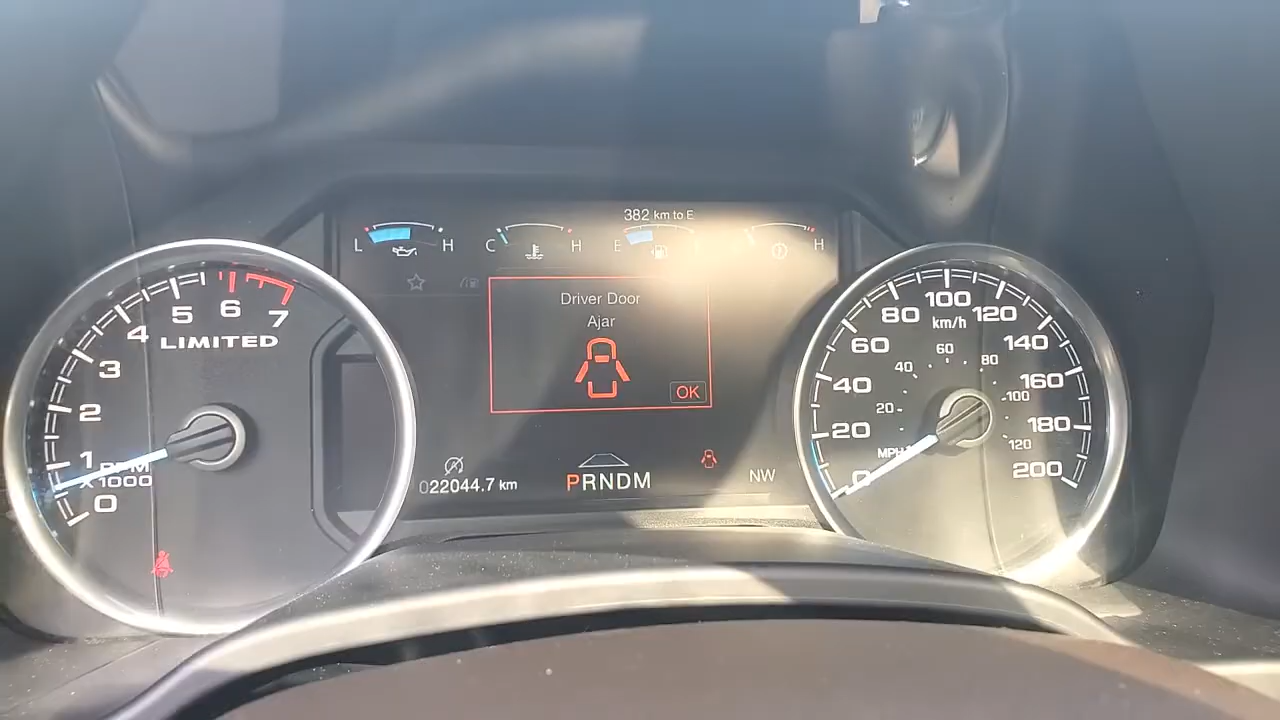 382 km to E
L H C H E H
Driver Door
Ajar
OK
022044.7 km
PRNDM
NW
0 1 2 3 4 5 6 7
LIMITED
RPM
X 1000
0 20 40 60 80 100 120 140 160 180 200
km/h
20 40 60 80 100 120
MPH